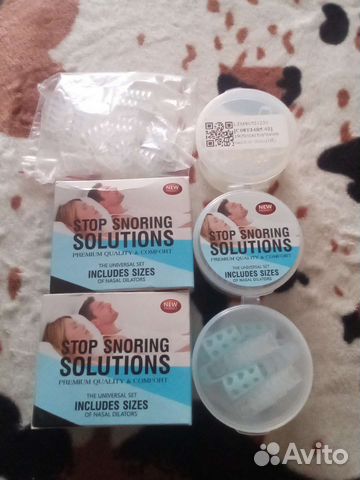 NEW
STOP SNORING
SOLUTIONS
PREMIUM QUALITY & COMFORT
THE UNIVERSAL SET
INCLUDES SIZES
OF NASAL DILATORS
NEW
STOP SNORING
SOLUTIONS
PREMIUM QUALITY & COMFORT
THE UNIVERSAL SET
INCLUDES SIZES
OF NASAL DILATORS
NEW
STOP SNORING
SOLUTIONS
PREMIUM QUALITY & COMFORT
THE UNIVERSAL SET
INCLUDES SIZES
OF NASAL DILATORS
Avito